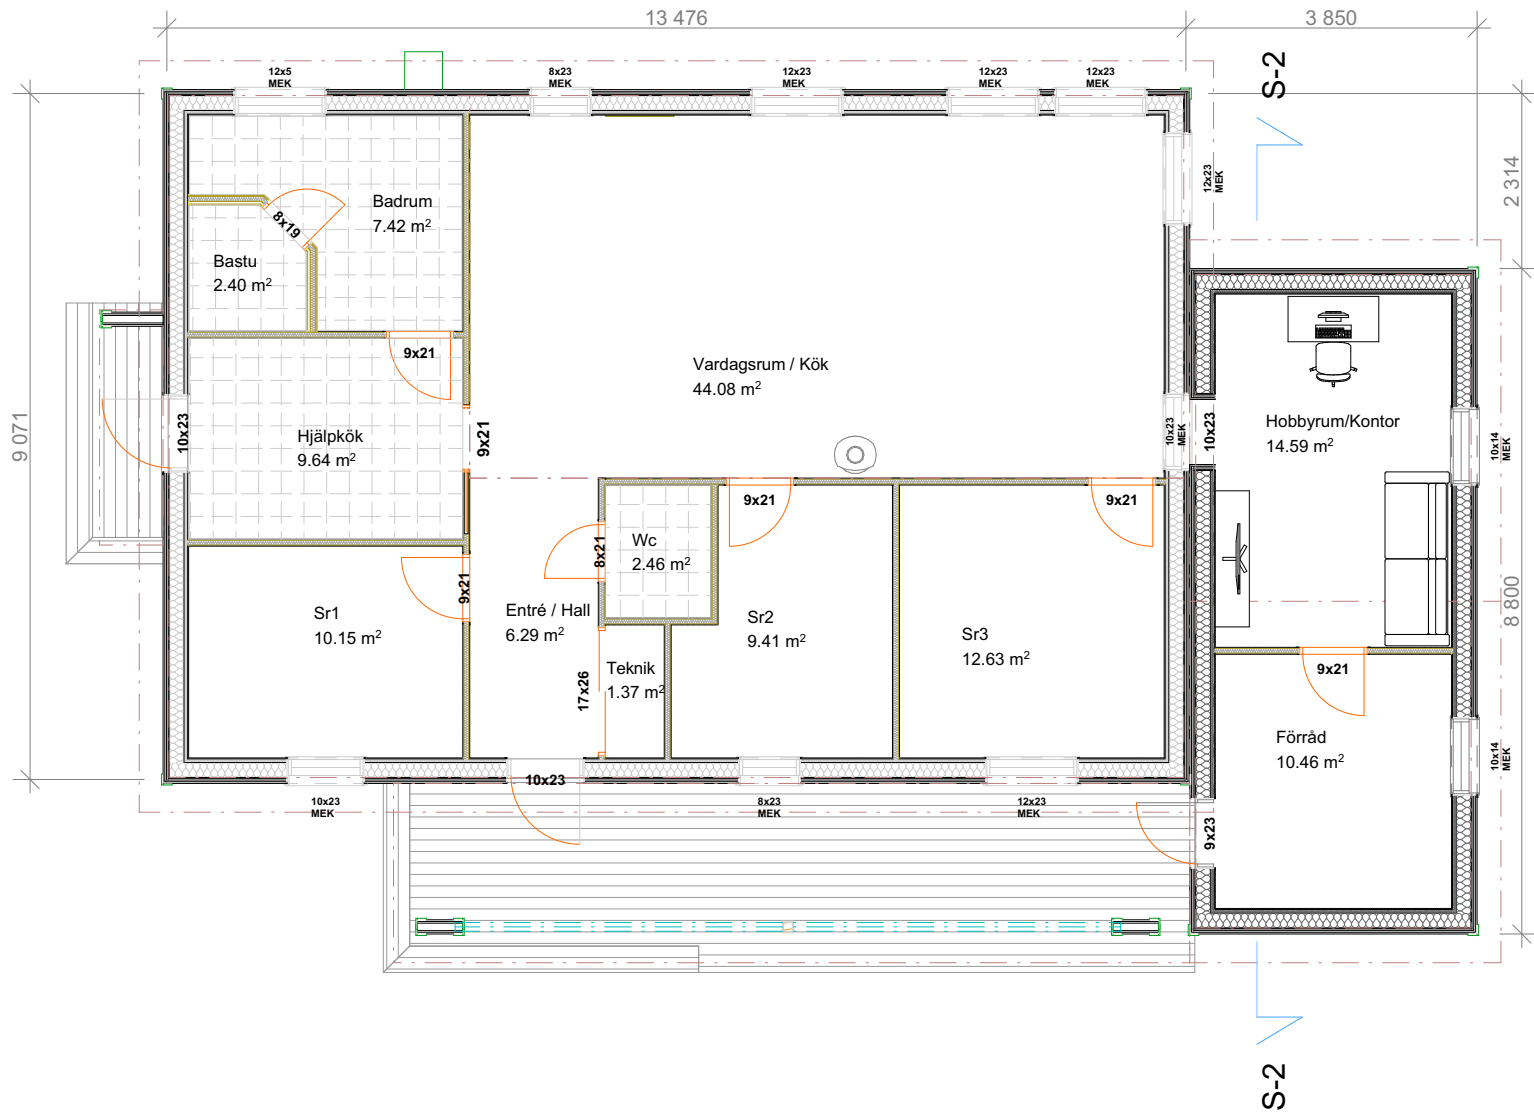 13 476
3 850
S-2
12x5
MEK
8x23
MEK
12x23
MEK
12x23
MEK
12x23
MEK
12x23
MEK
2 314
Badrum
7.42 m²
8x19
Bastu
2.40 m²
9x21
Vardagsrum / Kök
44.08 m²
9 071
10x23
Hjälpkök
9.64 m²
9x21
10x23
MEK
10x23
Hobbyrum/Kontor
14.59 m²
10x14
MEK
9x21
9x21
Wc
2.46 m²
8x21
9x21
Sr1
10.15 m²
Entré / Hall
6.29 m²
Sr2
9.41 m²
Sr3
12.63 m²
8 800
Teknik
1.37 m²
17x26
9x21
Förråd
10.46 m²
10x14
MEK
10x23
10x23
MEK
8x23
MEK
12x23
MEK
9x23
S-2